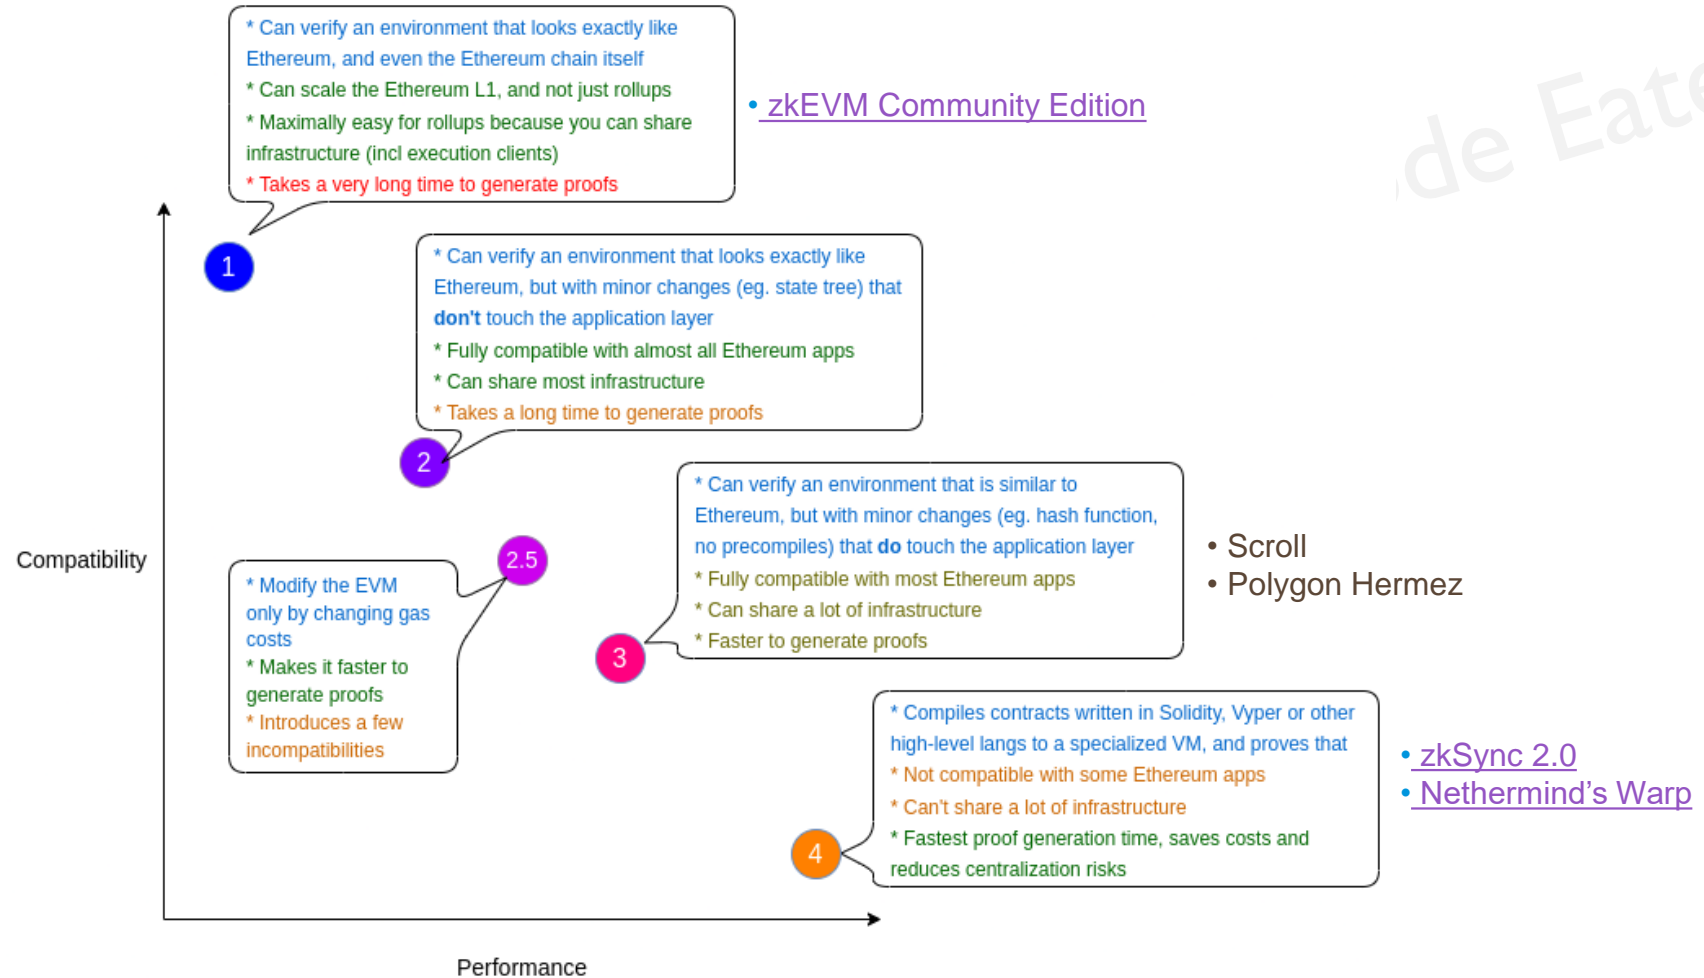 * Can verify an environment that looks exactly like
Ethereum, and even the Ethereum chain itself
* Can scale the Ethereum L1, and not just rollups
* Maximally easy for rollups because you can share
infrastructure (incl execution clients)
* Takes a very long time to generate proofs
• zkEVM Community Edition
1
* Can verify an environment that looks exactly like
Ethereum, but with minor changes (eg. state tree) that
don't touch the application layer
* Fully compatible with almost all Ethereum apps
* Can share most infrastructure
* Takes a long time to generate proofs
2
* Can verify an environment that is similar to
Ethereum, but with minor changes (eg. hash function,
no precompiles) that do touch the application layer
* Fully compatible with most Ethereum apps
* Can share a lot of infrastructure
* Faster to generate proofs
• Scroll
• Polygon Hermez
Compatibility
2.5
* Modify the EVM
only by changing gas
costs
* Makes it faster to
generate proofs
* Introduces a few
incompatibilities
3
* Compiles contracts written in Solidity, Vyper or other
high-level langs to a specialized VM, and proves that
* Not compatible with some Ethereum apps
* Can't share a lot of infrastructure
* Fastest proof generation time, saves costs and
reduces centralization risks
• zkSync 2.0
• Nethermind’s Warp
4
Performance